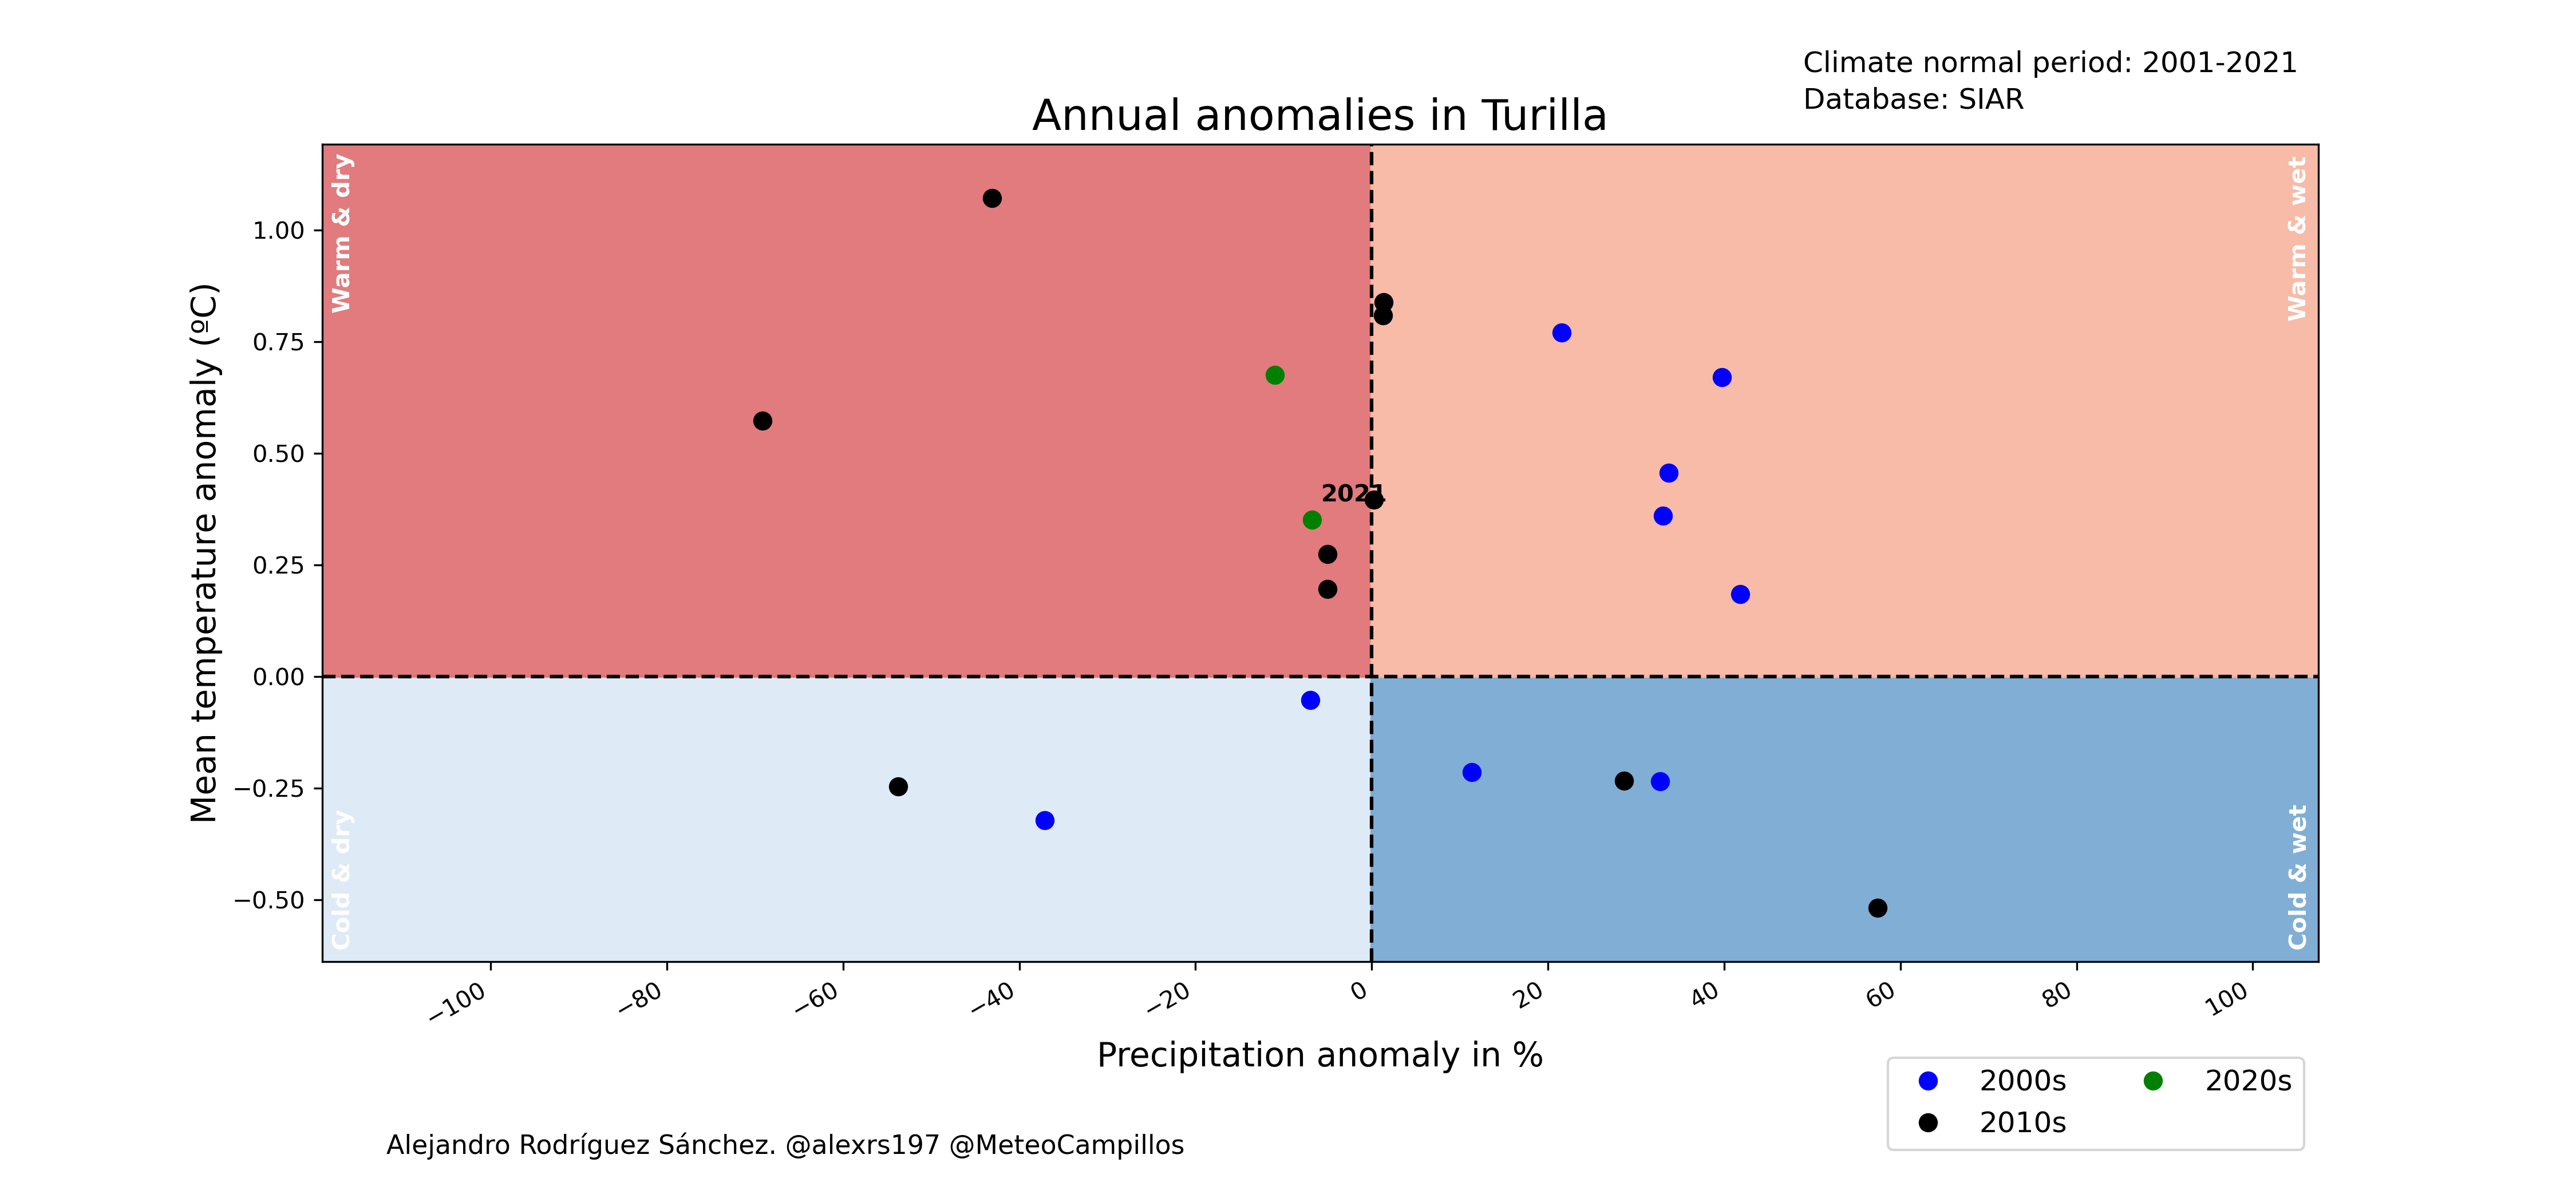 Climate normal period: 2001-2021
Database: SIAR
Annual anomalies in Turilla
Warm & dry
Warm & wet
Mean temperature anomaly (ºC)
1.00
0.75
0.50
0.25
0.00
−0.25
−0.50
2021
Cold & dry
Cold & wet
−100
−80
−60
−40
−20
0
20
40
60
80
100
Precipitation anomaly in %
2000s
2020s
2010s
Alejandro Rodríguez Sánchez. @alexrs197 @MeteoCampillos